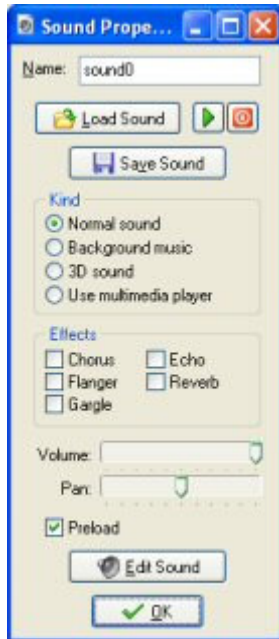 Sound Prope...
Name: sound0
Load Sound
Save Sound
Kind
Normal sound
Background music
3D sound
Use multimedia player
Effects
Chorus Echo
Flanger Reverb
Gargle
Volume:
Pan:
Preload
Edit Sound
OK